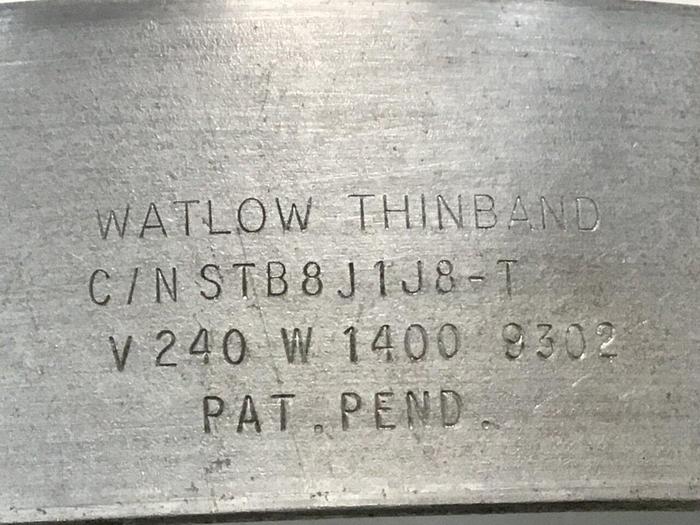 WATLOW THINBAND
C/N STB8J1J8-T
V 240 W 1400 9302
PAT. PEND.